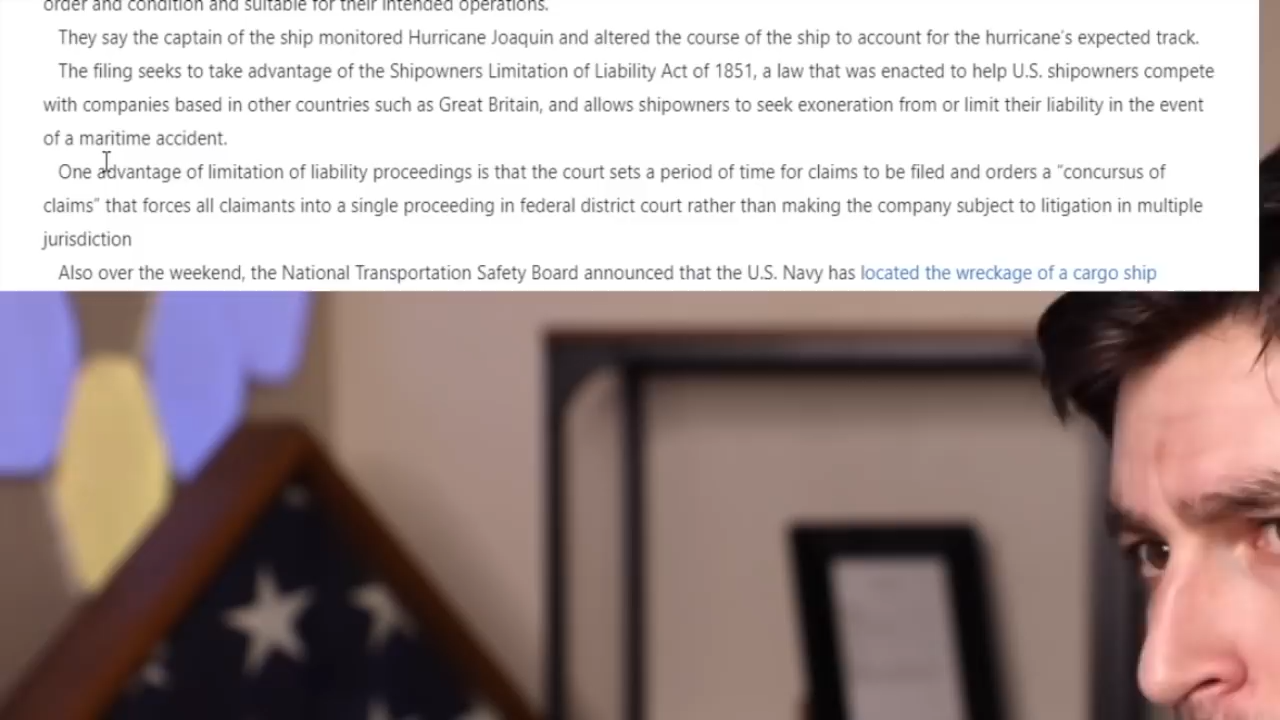 order and condition and suitable for their intended operations.
They say the captain of the ship monitored Hurricane Joaquin and altered the course of the ship to account for the hurricane's expected track.
The filing seeks to take advantage of the Shipowners Limitation of Liability Act of 1851, a law that was enacted to help U.S. shipowners compete
with companies based in other countries such as Great Britain, and allows shipowners to seek exoneration from or limit their liability in the event
of a maritime accident.
One advantage of limitation of liability proceedings is that the court sets a period of time for claims to be filed and orders a “concursus of
claims” that forces all claimants into a single proceeding in federal district court rather than making the company subject to litigation in multiple
jurisdiction
Also over the weekend, the National Transportation Safety Board announced that the U.S. Navy has located the wreckage of a cargo ship